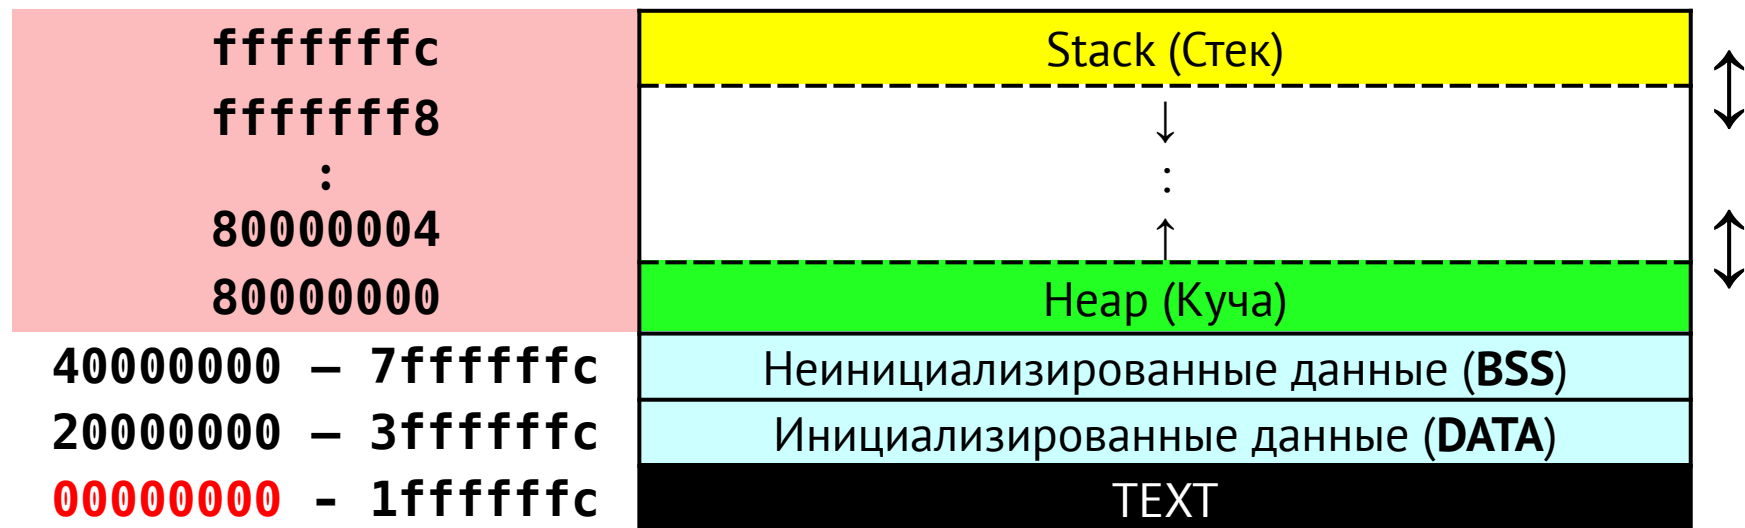 fffffffc Stack (Стек)
fffffff8 ↓
: :
80000004 ↑
80000000 Heap (Куча)
40000000 – 7ffffffc Неинициализированные данные (BSS)
20000000 – 3ffffffc Инициализированные данные (DATA)
00000000 - 1ffffffc TEXT